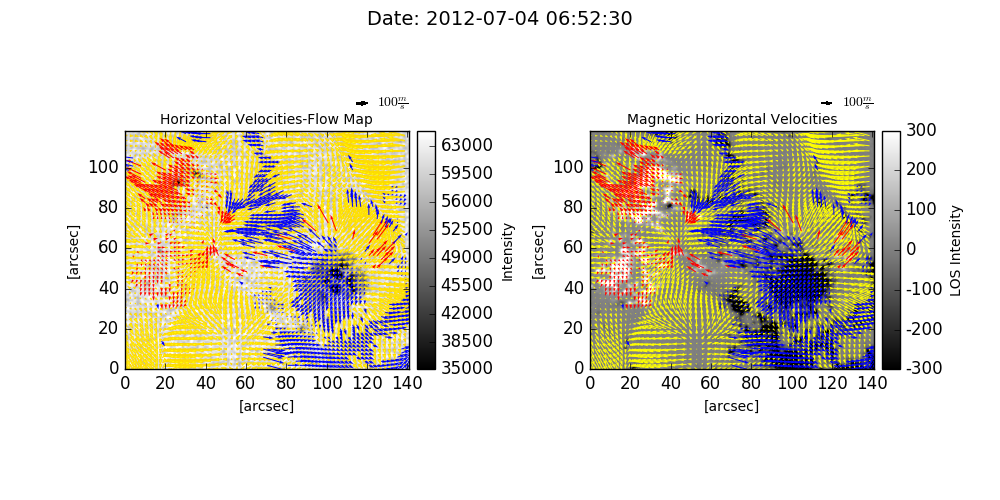 Date: 2012-07-04 06:52:30
100 m/s
Horizontal Velocities-Flow Map
[arcsec]
100
80
60
40
20
0
0 20 40 60 80 100 120 140
[arcsec]
63000
59500
56000
52500
49000
45500
42000
38500
35000
Intensity
100 m/s
Magnetic Horizontal Velocities
[arcsec]
100
80
60
40
20
0
0 20 40 60 80 100 120 140
[arcsec]
300
200
100
0
-100
-200
-300
LOS Intensity